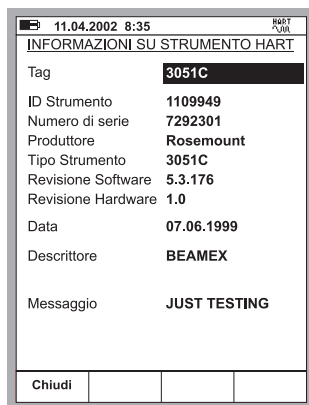 11.04.2002 8:35 HART
INFORMAZIONI SU STRUMENTO HART
Tag 3051C
ID Strumento 1109949
Numero di serie 7292301
Produttore Rosemount
Tipo Strumento 3051C
Revisione Software 5.3.176
Revisione Hardware 1.0
Data 07.06.1999
Descrittore BEAMEX
Messaggio JUST TESTING
Chiudi